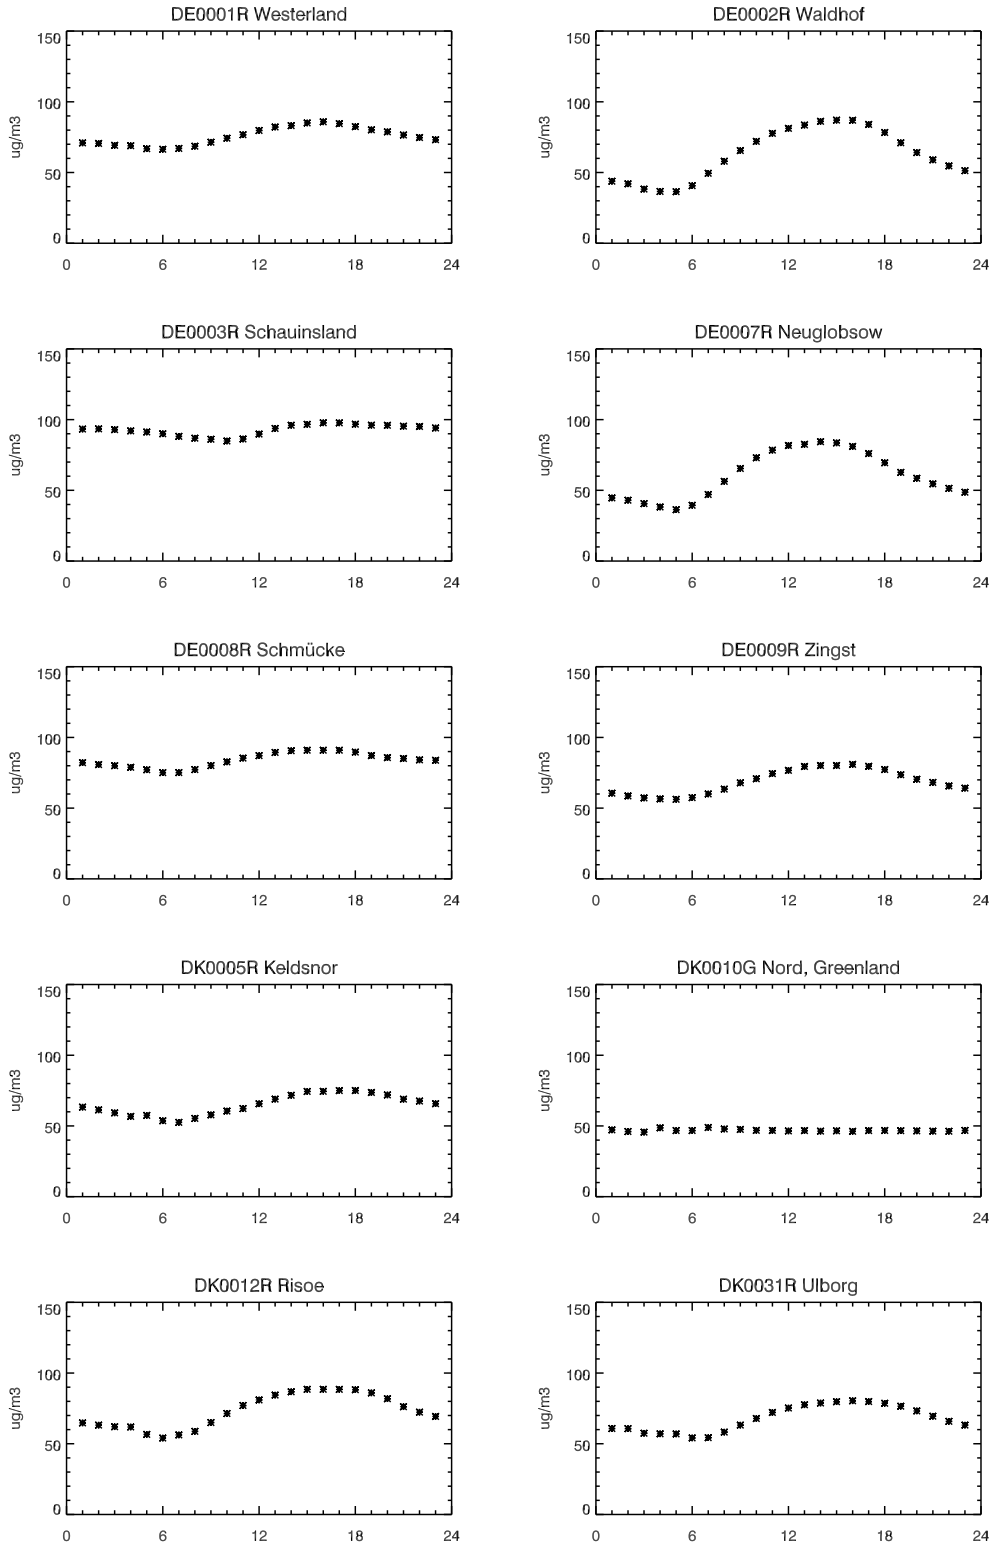 DE0001R Westerland
DE0002R Waldhof
150
100
50
0
ug/m3
0 6 12 18 24
150
100
50
0
ug/m3
0 6 12 18 24
DE0003R Schauinsland
DE0007R Neuglobsow
150
100
50
0
ug/m3
0 6 12 18 24
150
100
50
0
ug/m3
0 6 12 18 24
DE0008R Schmücke
DE0009R Zingst
150
100
50
0
ug/m3
0 6 12 18 24
150
100
50
0
ug/m3
0 6 12 18 24
DK0005R Keldsnor
DK0010G Nord, Greenland
150
100
50
0
ug/m3
0 6 12 18 24
150
100
50
0
ug/m3
0 6 12 18 24
DK0012R Risoe
DK0031R Ulborg
150
100
50
0
ug/m3
0 6 12 18 24
150
100
50
0
ug/m3
0 6 12 18 24